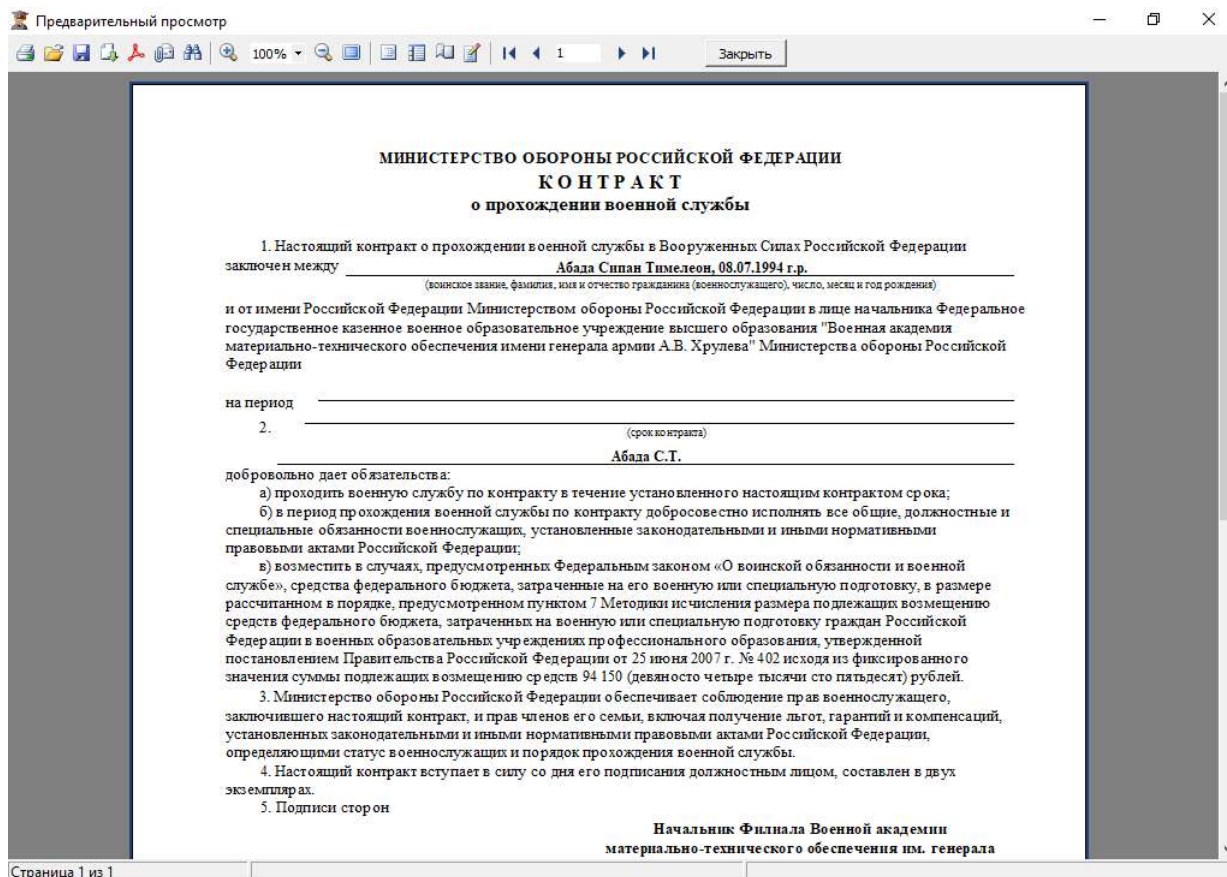 Предварительный просмотр
100%
1
Закрыть
МИНИСТЕРСТВО ОБОРОНЫ РОССИЙСКОЙ ФЕДЕРАЦИИ
К О Н Т Р А К Т
о прохождении военной службы
1. Настоящий контракт о прохождении военной службы в Вооруженных Силах Российской Федерации
заключен между Абада Сипан Тимелеон, 08.07.1994 г.р.
(воинское звание, фамилия, имя и отчество гражданина (военнослужащего), число, месяц и год рождения)
и от имени Российской Федерации Министерством обороны Российской Федерации в лице начальника Федеральное
государственное казенное военное образовательное учреждение высшего образования "Военная академия
материально-технического обеспечения имени генерала армии А.В. Хрулева" Министерства обороны Российской
Федерации
на период
2.
(срок контракта)
Абада С.Т.
добровольно дает обязательства:
а) проходить военную службу по контракту в течение установленного настоящим контрактом срока;
б) в период прохождения военной службы по контракту добросовестно исполнять все общие, должностные и
специальные обязанности военнослужащих, установленные законодательными и иными нормативными
правовыми актами Российской Федерации;
в) возместить в случаях, предусмотренных Федеральным законом «О воинской обязанности и военной
службе», средства федерального бюджета, затраченные на его военную или специальную подготовку, в размере
рассчитанном в порядке, предусмотренном пунктом 7 Методики исчисления размера подлежащих возмещению
средств федерального бюджета, затраченных на военную или специальную подготовку граждан Российской
Федерации в военных образовательных учреждениях профессионального образования, утвержденной
постановлением Правительства Российской Федерации от 25 июня 2007 г. № 402 исходя из фиксированного
значения суммы подлежащих возмещению средств 94 150 (девяносто четыре тысячи сто пятьдесят) рублей.
3. Министерство обороны Российской Федерации обеспечивает соблюдение прав военнослужащего,
заключившего настоящий контракт, и прав членов его семьи, включая получение льгот, гарантий и компенсаций,
установленных законодательными и иными нормативными правовыми актами Российской Федерации,
определяющими статус военнослужащих и порядок прохождения военной службы.
4. Настоящий контракт вступает в силу со дня его подписания должностным лицом, составлен в двух
экземплярах.
5. Подписи сторон
Начальник Филиала Военной академии
материально-технического обеспечения им. генерала
Страница 1 из 1